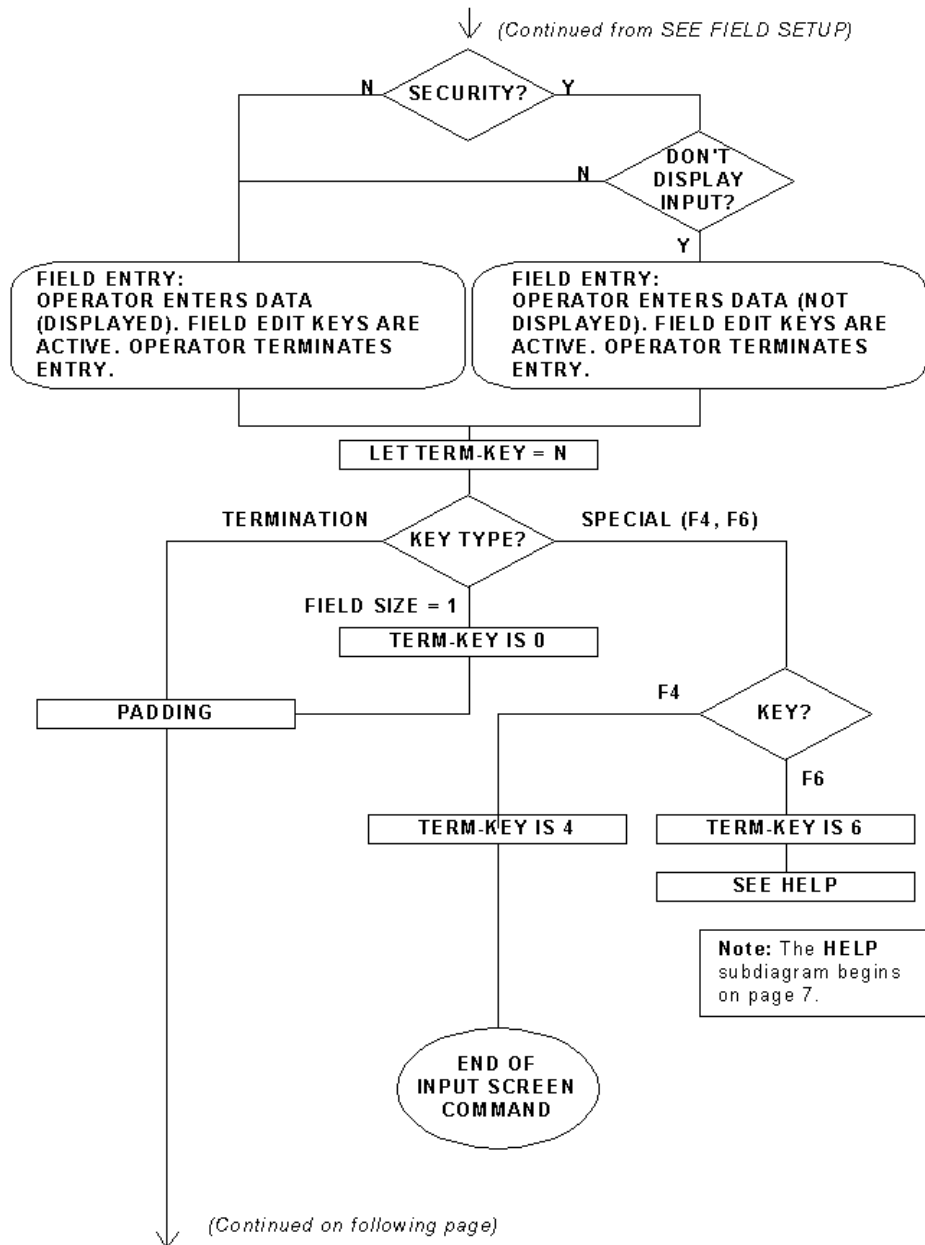 (Continued from SEE FIELD SETUP)
N
SECURITY?
Y
DON'T
DISPLAY
INPUT?
N
Y
FIELD ENTRY:
OPERATOR ENTERS DATA
(DISPLAYED). FIELD EDIT KEYS ARE
ACTIVE. OPERATOR TERMINATES
ENTRY.
FIELD ENTRY:
OPERATOR ENTERS DATA (NOT
DISPLAYED). FIELD EDIT KEYS ARE
ACTIVE. OPERATOR TERMINATES
ENTRY.
LET TERM-KEY = N
TERMINATION
KEY TYPE?
SPECIAL (F4, F6)
FIELD SIZE = 1
TERM-KEY IS 0
PADDING
F4
KEY?
F6
TERM-KEY IS 4
TERM-KEY IS 6
SEE HELP
Note: The HELP
subdiagram begins
on page 7.
END OF
INPUT SCREEN
COMMAND
(Continued on following page)